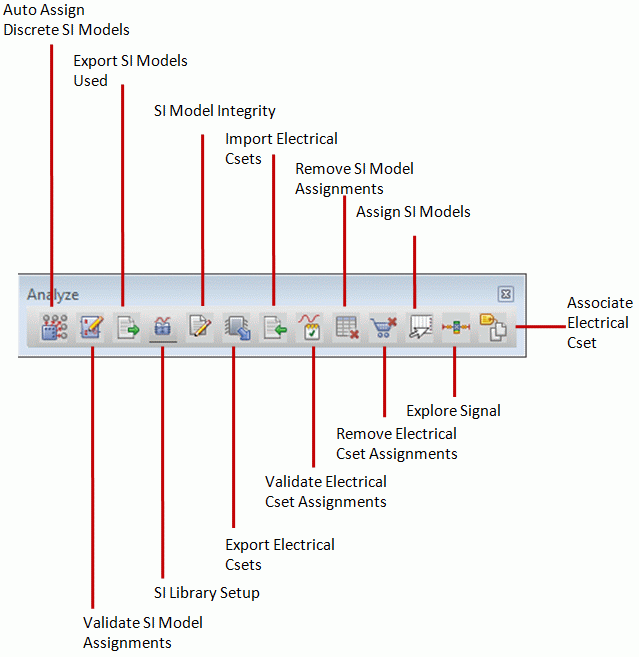 Auto Assign
Discrete SI Models
Export SI Models
Used
SI Model Integrity
Import Electrical
Csets
Remove SI Model
Assignments
Assign SI Models
Analyze
Associate
Electrical
Cset
Explore Signal
Remove Electrical
Cset Assignments
Validate Electrical
Cset Assignments
Export Electrical
Csets
SI Library Setup
Validate SI Model
Assignments